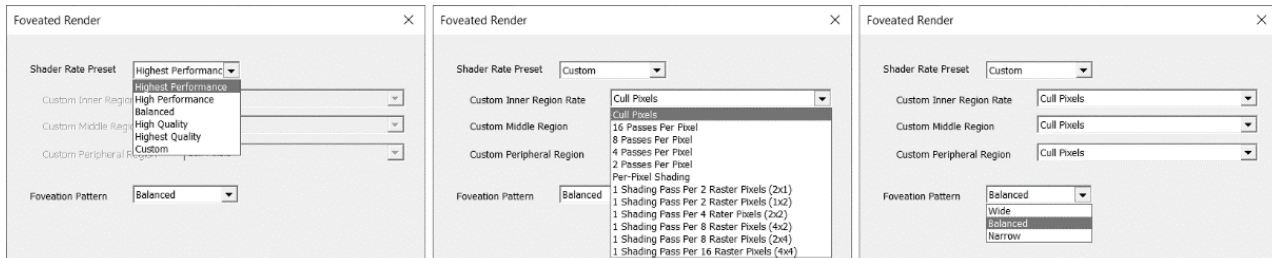 Foveated Render
Shader Rate Preset Highest Performanc
Highest Performance
Custom Inner Region High Performance
Balanced
Custom Middle Regi High Quality
Highest Quality
Custom Peripheral Region Custom
Foveation Pattern Balanced
Foveated Render
Shader Rate Preset Custom
Custom Inner Region Rate Cull Pixels
Cull Pixels
Custom Middle Region 16 Passes Per Pixel
8 Passes Per Pixel
Custom Peripheral Region 4 Passes Per Pixel
2 Passes Per Pixel
Per-Pixel Shading
1 Shading Pass Per 2 Raster Pixels (2x1)
Foveation Pattern Balanced 1 Shading Pass Per 2 Raster Pixels (1x2)
1 Shading Pass Per 4 Rater Pixels (2x2)
1 Shading Pass Per 8 Raster Pixels (4x2)
1 Shading Pass Per 8 Raster Pixels (2x4)
1 Shading Pass Per 16 Raster Pixels (4x4)
Foveated Render
Shader Rate Preset Custom
Custom Inner Region Rate Cull Pixels
Custom Middle Region Cull Pixels
Custom Peripheral Region Cull Pixels
Foveation Pattern Balanced
Wide
Balanced
Narrow